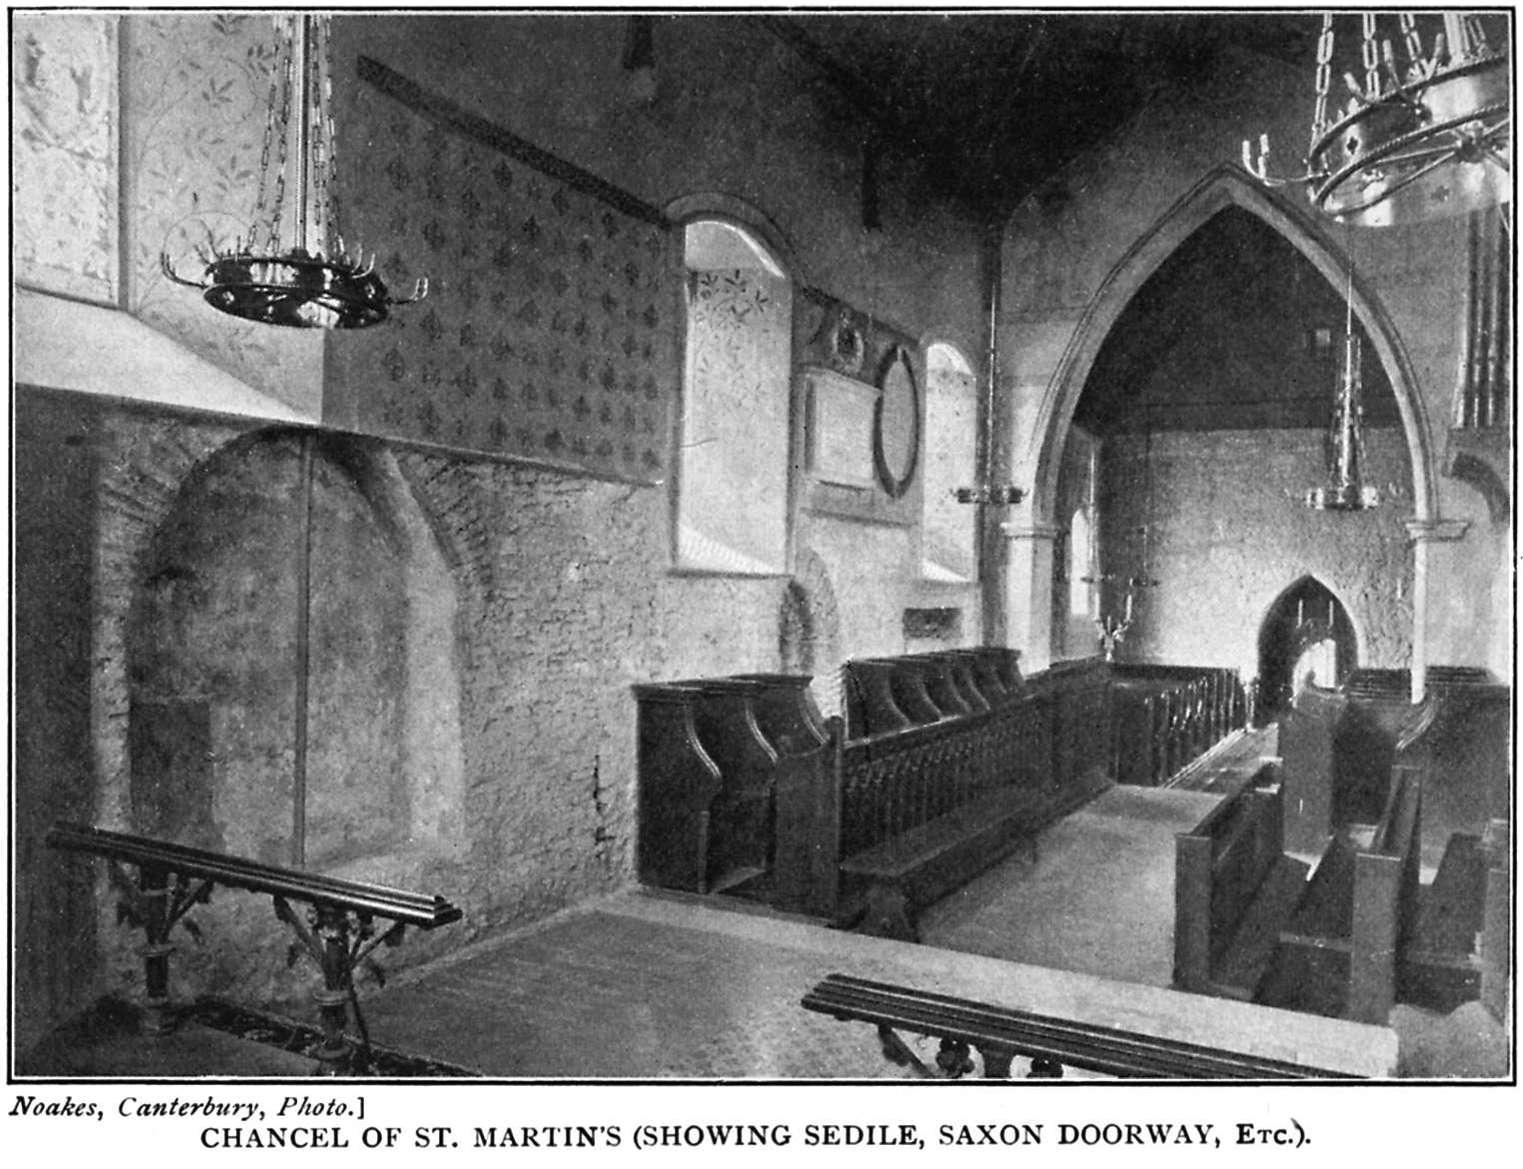 Noakes, Canterbury, Photo.]
CHANCEL OF ST. MARTIN'S (SHOWING SEDILE, SAXON DOORWAY, ETC.).